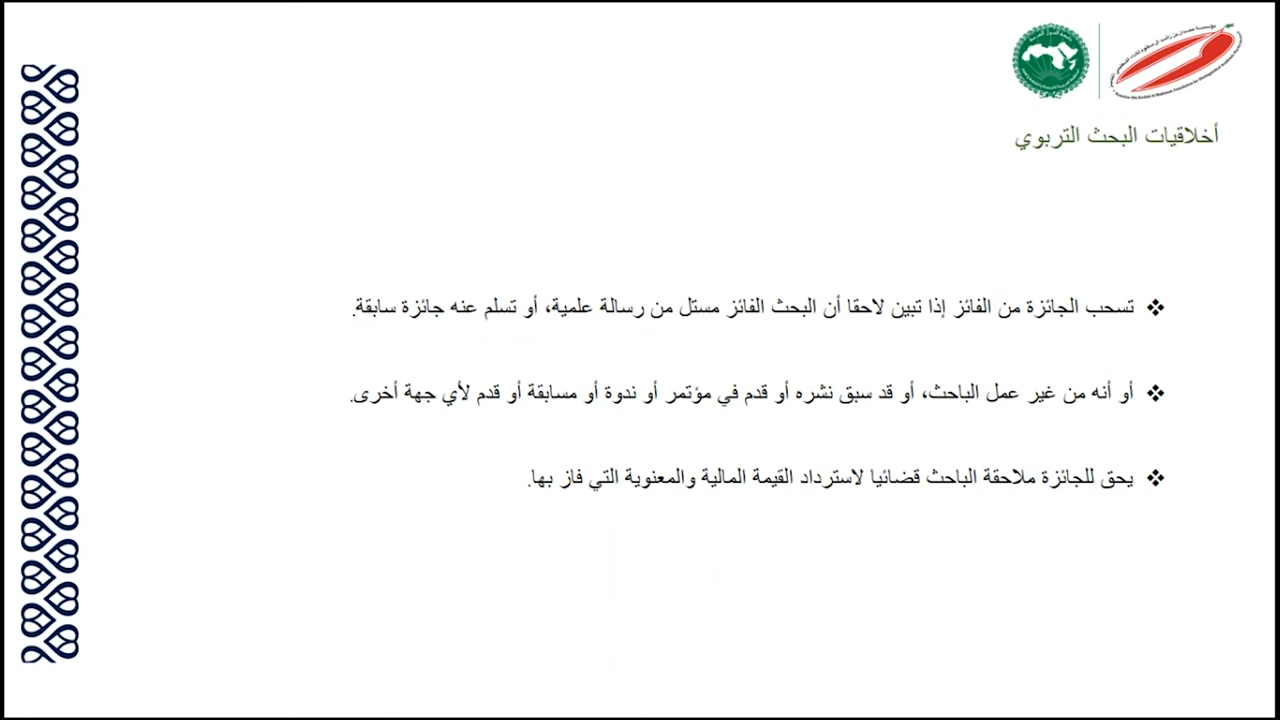 أخلاقيات البحث التربوي
تسحب الجائزة من الفائز إذا تبين لاحقا أن البحث الفائز مستل من رسالة علمية، أو تسلم عنه جائزة سابقة.
أو أنه من غير عمل الباحث، أو قد سبق نشره أو قدم في مؤتمر أو ندوة أو مسابقة أو قدم لأي جهة أخرى.
يحق للجائزة ملاحقة الباحث قضائيا لاسترداد القيمة المالية والمعنوية التي فاز بها.